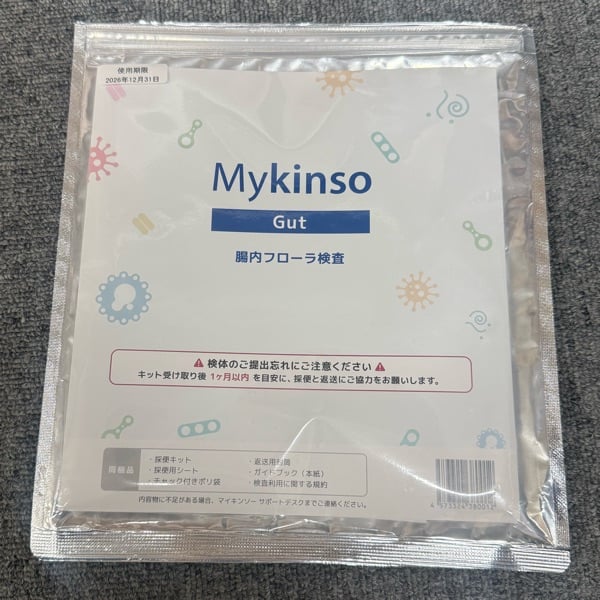 使用期限
2026年12月31日
Mykinso
Gut
腸内フローラ検査
検体のご提出忘れにご注意ください
キット受け取り後 1ヶ月以内 を目安に、採便と返送にご協力をお願いします。
同梱品
・採便キット
・採便用シート
・チャック付きポリ袋
・返送用封筒
・ガイドブック（本紙）
・検査利用に関する規約
内容物に不足がある場合、マイキンソー サポートデスクまでご連絡ください。
4 573524 380012